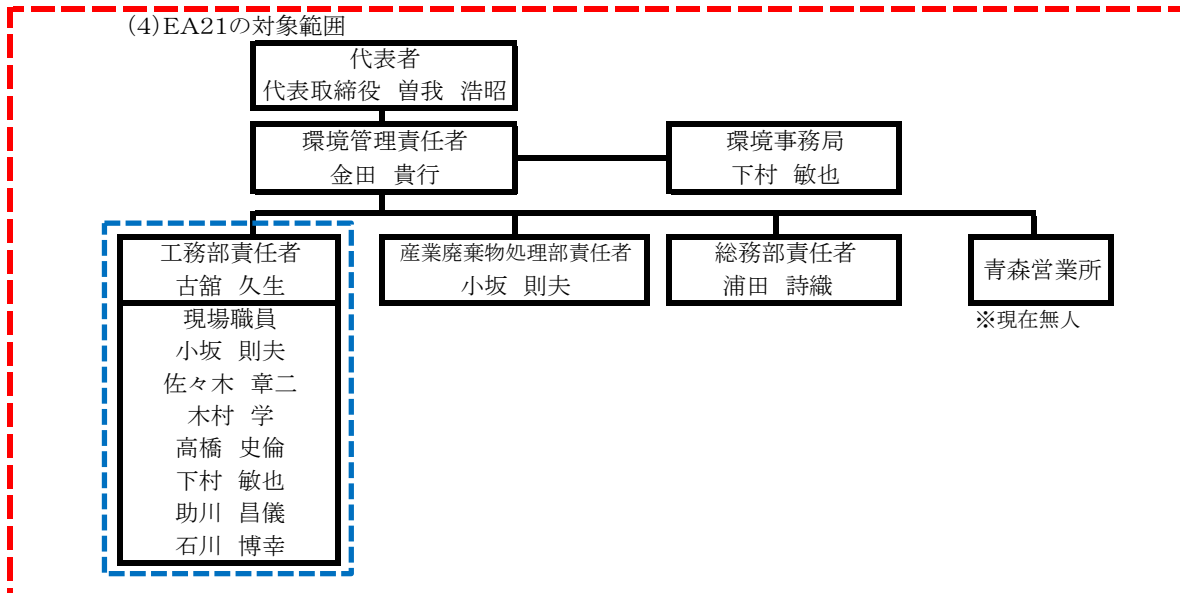 (4)EA21の対象範囲
代表者
代表取締役 曽我 浩昭
環境管理責任者
金田 貴行
環境事務局
下村 敏也
工務部責任者
古舘 久生
産業廃棄物処理部責任者
小坂 則夫
総務部責任者
浦田 詩織
青森営業所
※現在無人
現場職員
小坂 則夫
佐々木 章二
木村 学
高橋 史倫
下村 敏也
助川 昌儀
石川 博幸